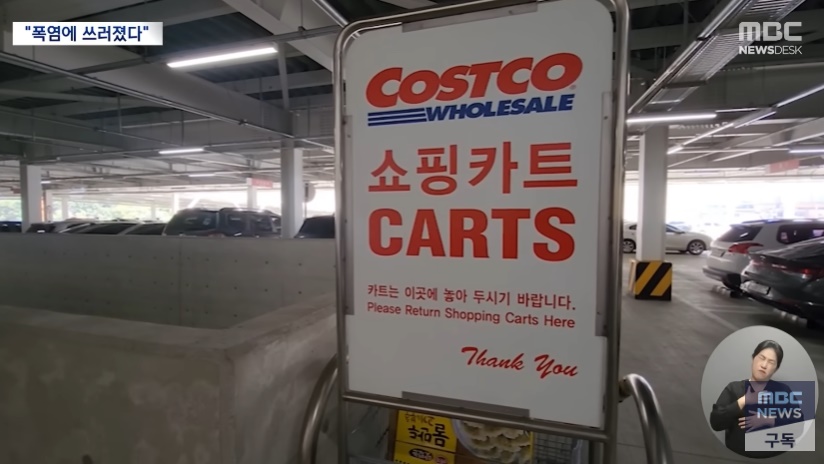 "폭염에 쓰러졌다"
MBC
NEWSDESK
COSTCO
WHOLESALE
쇼핑카트
CARTS
카트는 이곳에 놓아 두시기 바랍니다.
Please Return Shopping Carts Here
Thank You
MBC
NEWS
구독